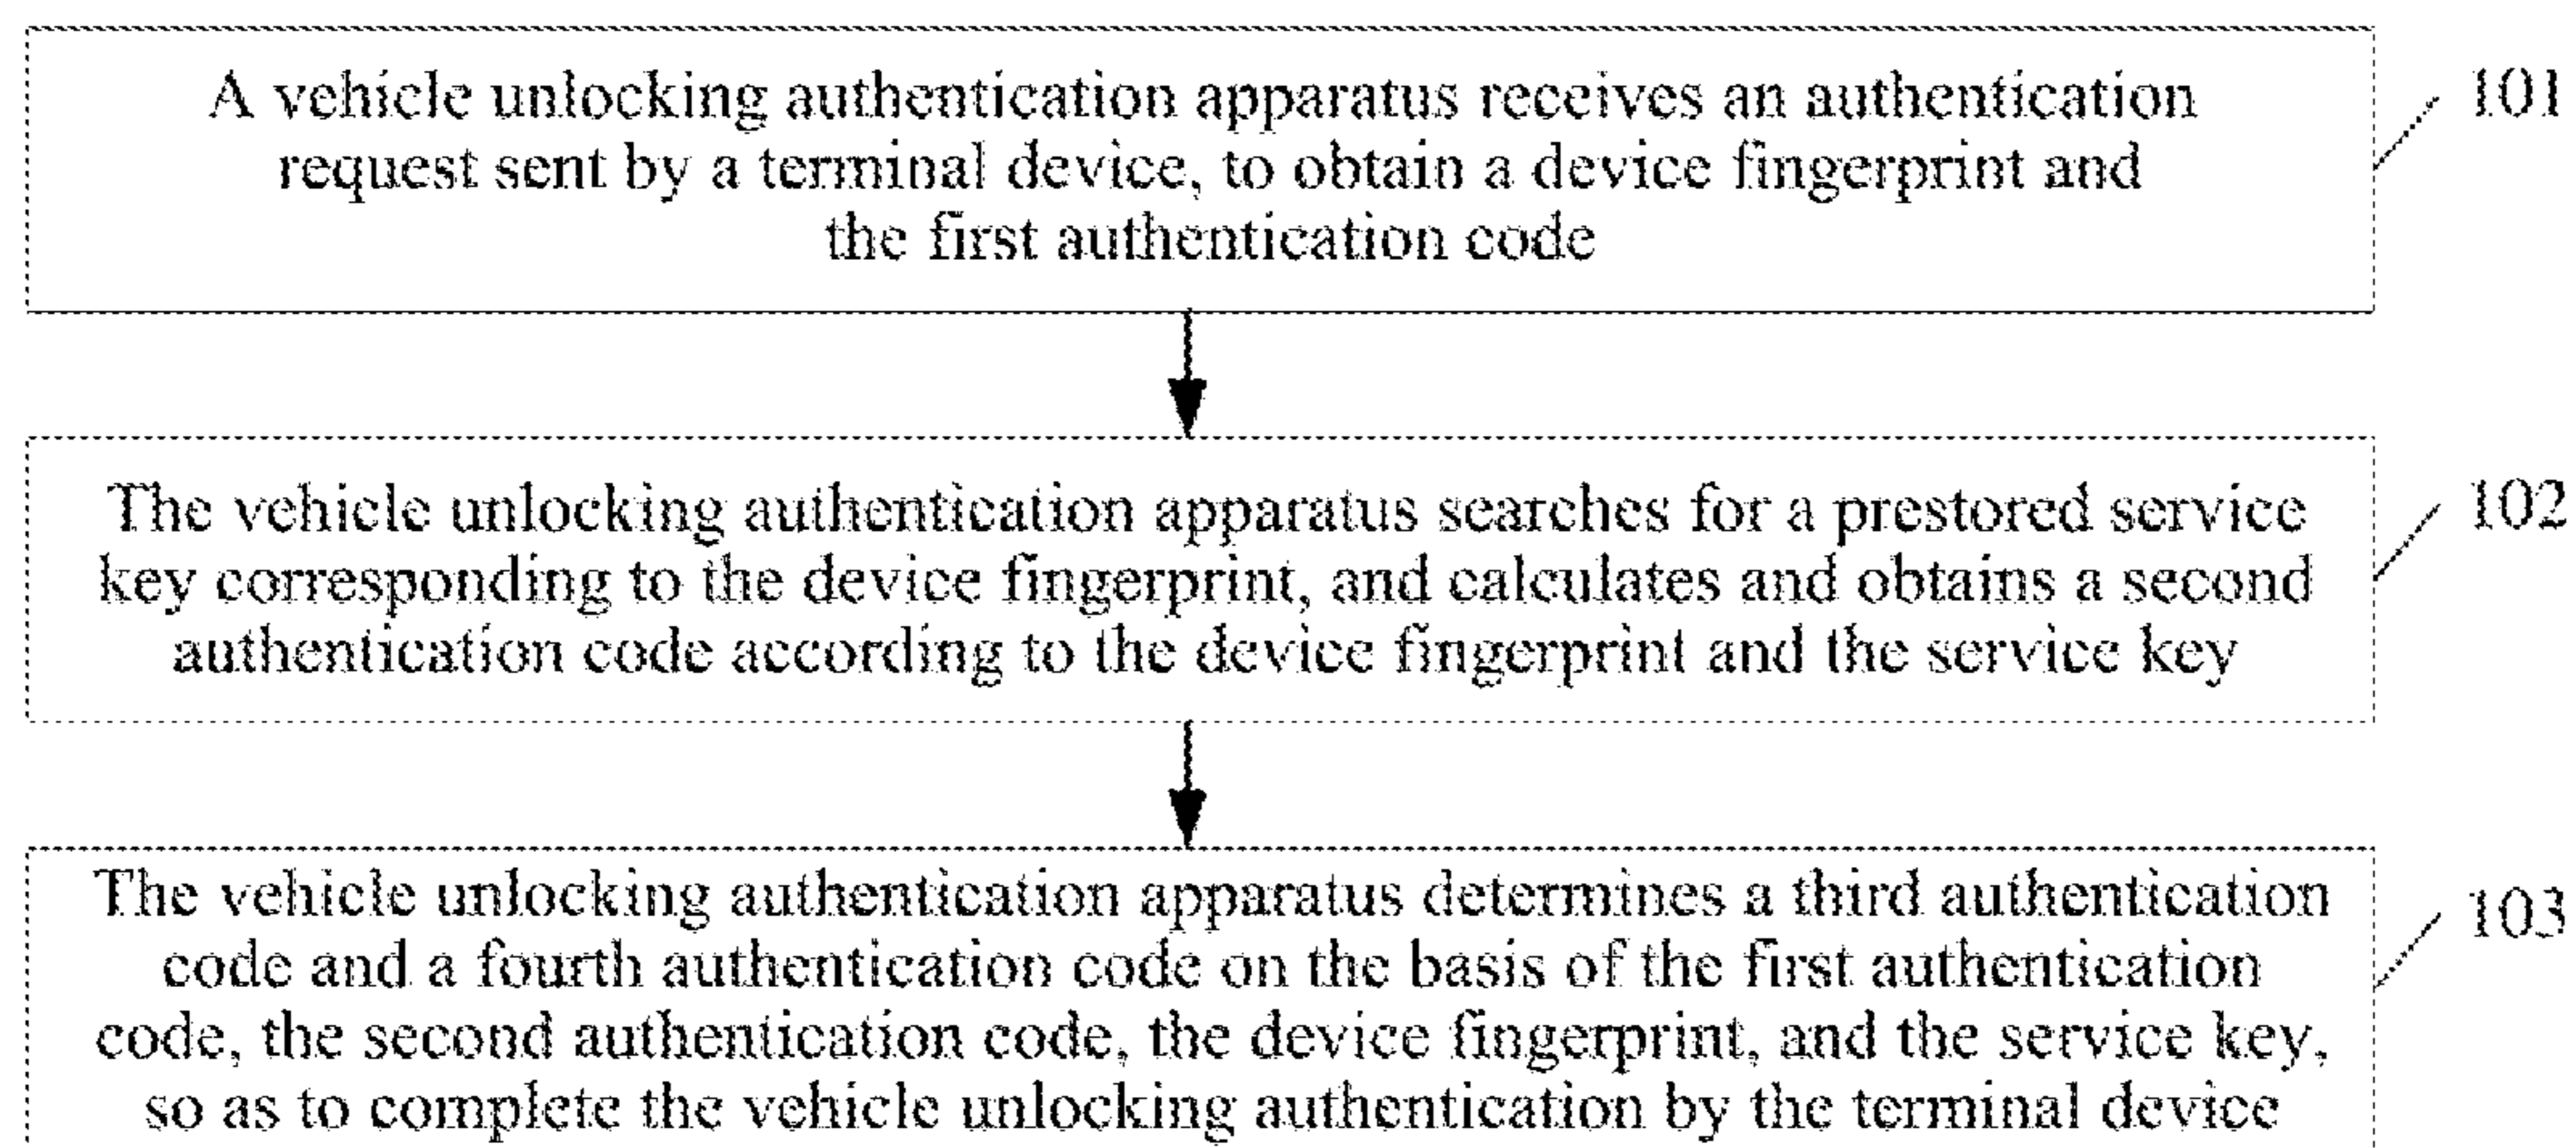 A vehicle unlocking authentication apparatus receives an authentication
request sent by a terminal device, to obtain a device fingerprint and
the first authentication code
101
The vehicle unlocking authentication apparatus searches for a prestored service
key corresponding to the device fingerprint, and calculates and obtains a second
authentication code according to the device fingerprint and the service key
102
The vehicle unlocking authentication apparatus determines a third authentication
code and a fourth authentication code on the basis of the first authentication
code, the second authentication code, the device fingerprint, and the service key,
so as to complete the vehicle unlocking authentication by the terminal device
103